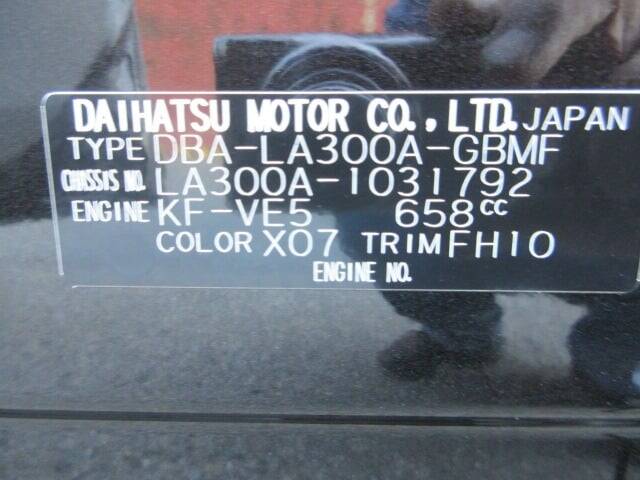 DAIHATSU MOTOR CO., LTD. JAPAN
TYPE DBA-LA300A-GBMF
CHASSIS NO. LA300A-1031792
ENGINE KF-VE5 658cc
COLOR X07 TRIM FH10
ENGINE NO.